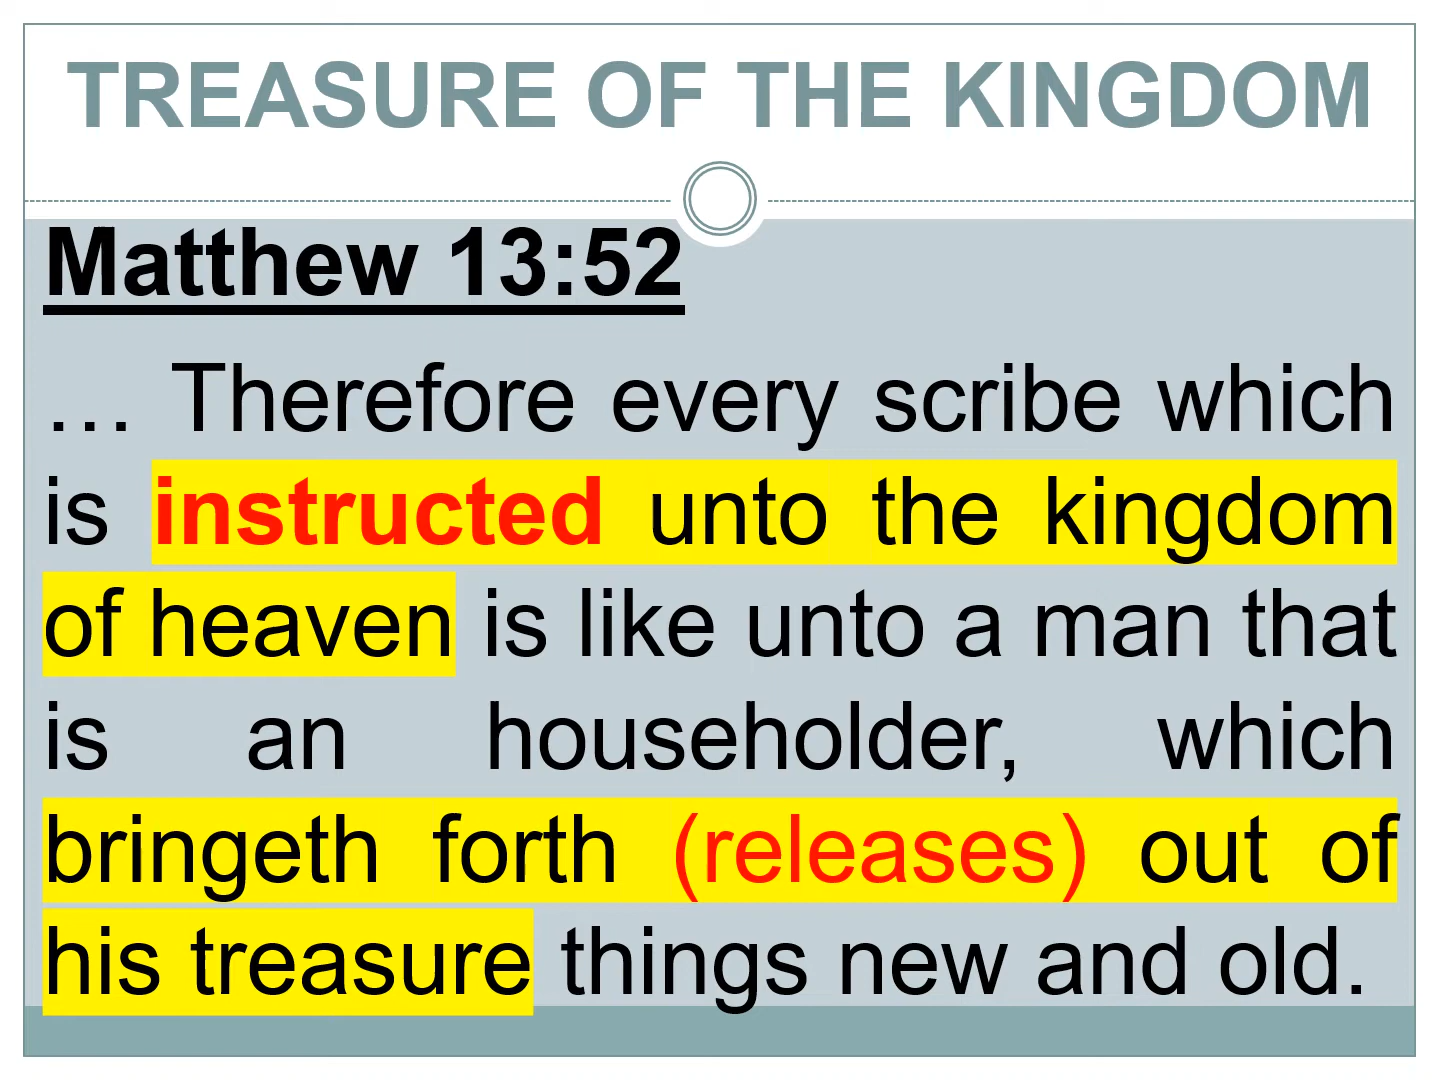 TREASURE OF THE KINGDOM
Matthew 13:52
… Therefore every scribe which
is instructed unto the kingdom
of heaven is like unto a man that
is an householder, which
bringeth forth (releases) out of
his treasure things new and old.